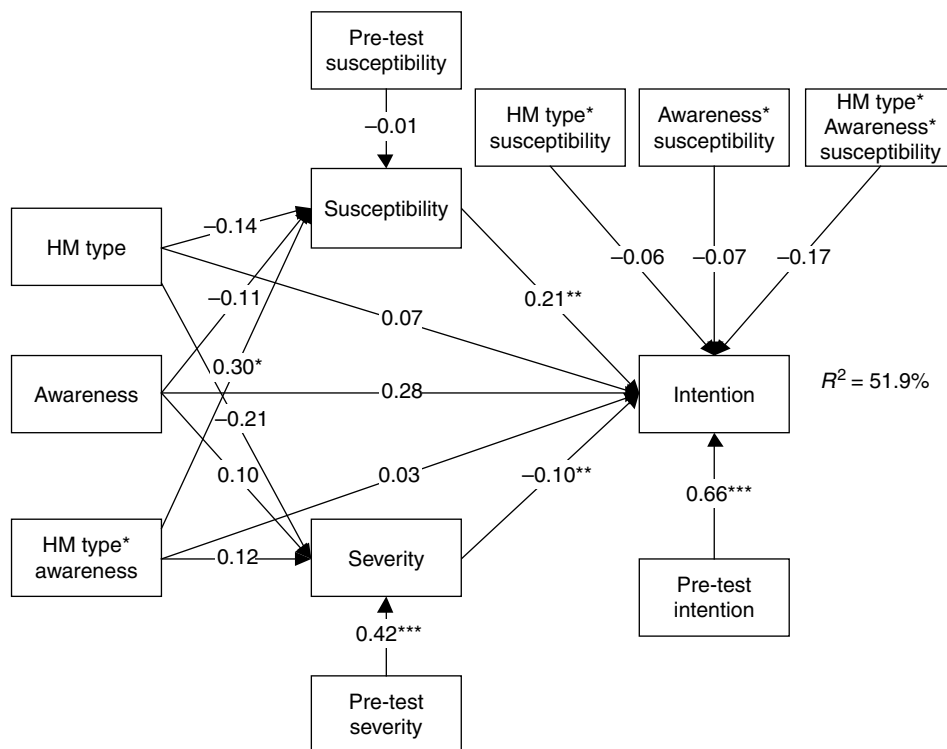 Pre-test
susceptibility
HM type*
susceptibility
Awareness*
susceptibility
HM type*
Awareness*
susceptibility
–0.01
Susceptibility
HM type
–0.14
–0.06
–0.07
–0.17
–0.11
0.21**
0.07
0.30*
Awareness
0.28
Intention
R² = 51.9%
–0.21
0.10
0.03
–0.10**
0.66***
HM type*
awareness
0.12
Severity
Pre-test
intention
0.42***
Pre-test
severity